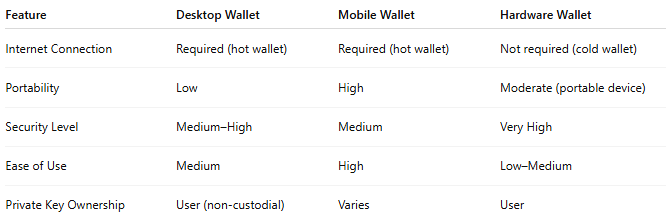 Feature Desktop Wallet Mobile Wallet Hardware Wallet
Internet Connection Required (hot wallet) Required (hot wallet) Not required (cold wallet)
Portability Low High Moderate (portable device)
Security Level Medium–High Medium Very High
Ease of Use Medium High Low–Medium
Private Key Ownership User (non-custodial) Varies User